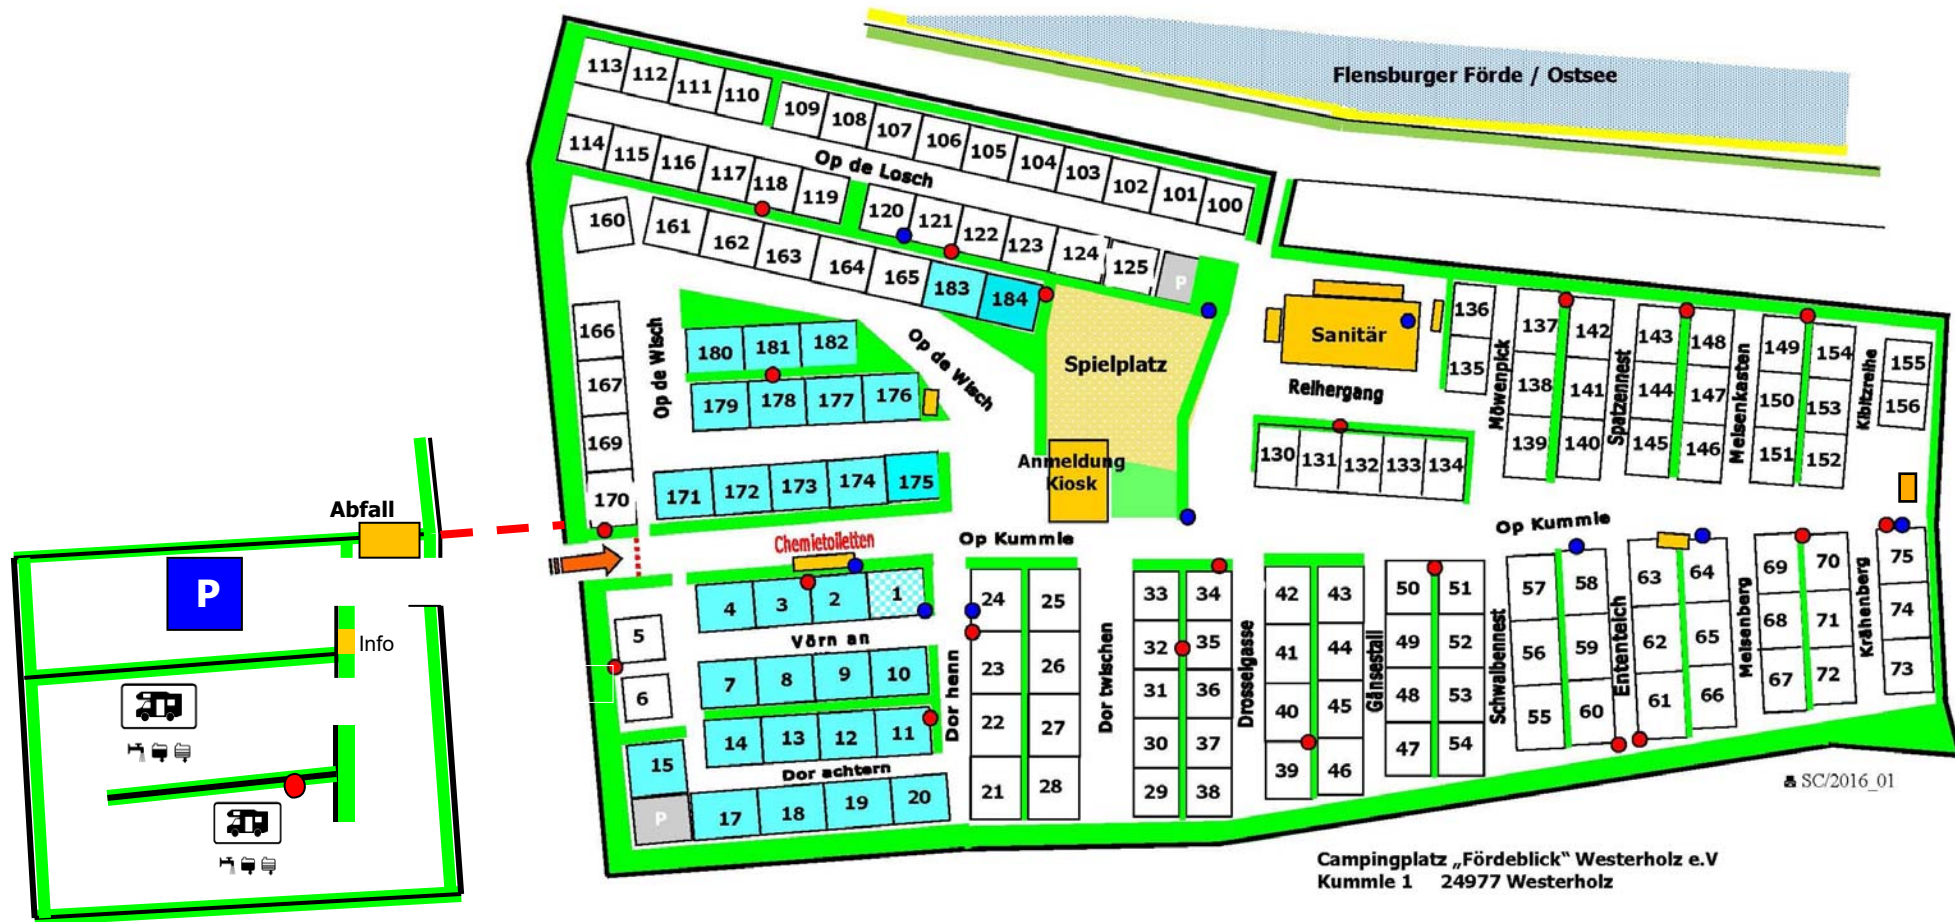 Flensburger Förde / Ostsee
113 112 111 110 109 108 107 106 105 104 103 102 101 100
Op de Losch
114 115 116 117 118 119 120 121 122 123 124 125 P
160 161 162 163 164 165 183 184
166
167
169
170
Op de Wisch
180 181 182
179 178 177 176
Op de Wisch
171 172 173 174 175
Spielplatz
Anmeldung
Kiosk
Sanitär
Reihergang
130 131 132 133 134
136
135
Möwenpick
137 142
138 141
139 140
Spatzennest
143 148
144 147
145 146
Meisenkasten
149 154
150 153
151 152
Kibitzreihe
155
156
Abfall
P
Info
Chemietoiletten
4 3 2 1
Vörn an
5
6
7 8 9 10
14 13 12 11
Dor achtern
15
P
17 18 19 20
Dor henn
Op Kummle
24 25
23 26
22 27
21 28
Dor twischen
33 34
32 35
31 36
30 37
29 38
Drosselgasse
42 43
41 44
40 45
39 46
Gänsestall
50 51
49 52
48 53
47 54
Op Kummle
Schwalbennest
57 58
56 59
55 60
Ententeich
63 64
62 65
61 66
Meisenberg
69 70
68 71
67 72
Krähenberg
75
74
73
SC/2016_01
Campingplatz „Fördeblick“ Westerholz e.V
Kummle 1 24977 Westerholz